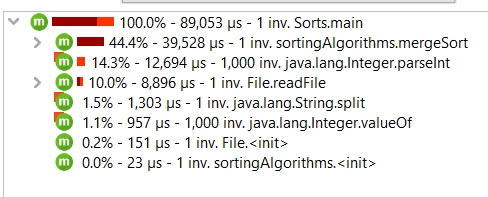 m 100.0% - 89,053 µs - 1 inv. Sorts.main
m 44.4% - 39,528 µs - 1 inv. sortingAlgorithms.mergeSort
m 14.3% - 12,694 µs - 1,000 inv. java.lang.Integer.parseInt
m 10.0% - 8,896 µs - 1 inv. File.readFile
m 1.5% - 1,303 µs - 1 inv. java.lang.String.split
m 1.1% - 957 µs - 1,000 inv. java.lang.Integer.valueOf
m 0.2% - 151 µs - 1 inv. File.<init>
m 0.0% - 23 µs - 1 inv. sortingAlgorithms.<init>